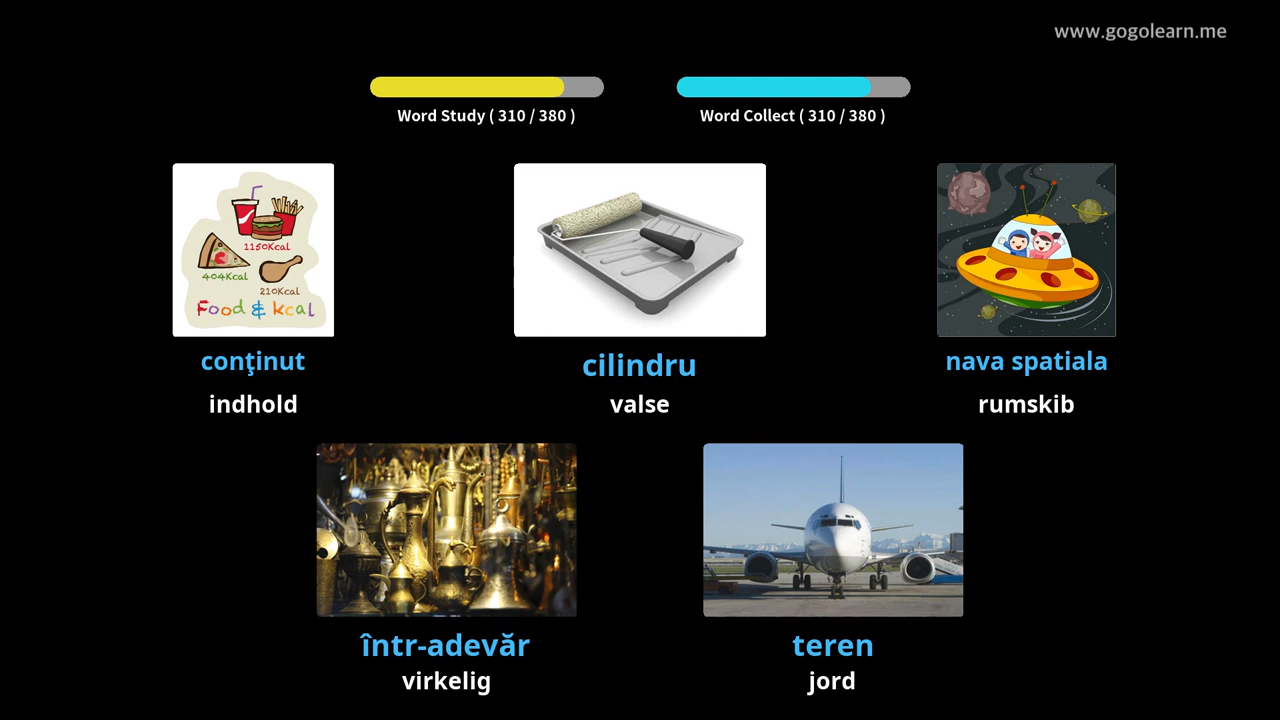 www.gogolearn.me
Word Study ( 310 / 380 )
Word Collect ( 310 / 380 )
1150Kcal
404Kcal
210Kcal
Food & kcal
conţinut
indhold
cilindru
valse
nava spatiala
rumskib
într-adevăr
virkelig
teren
jord